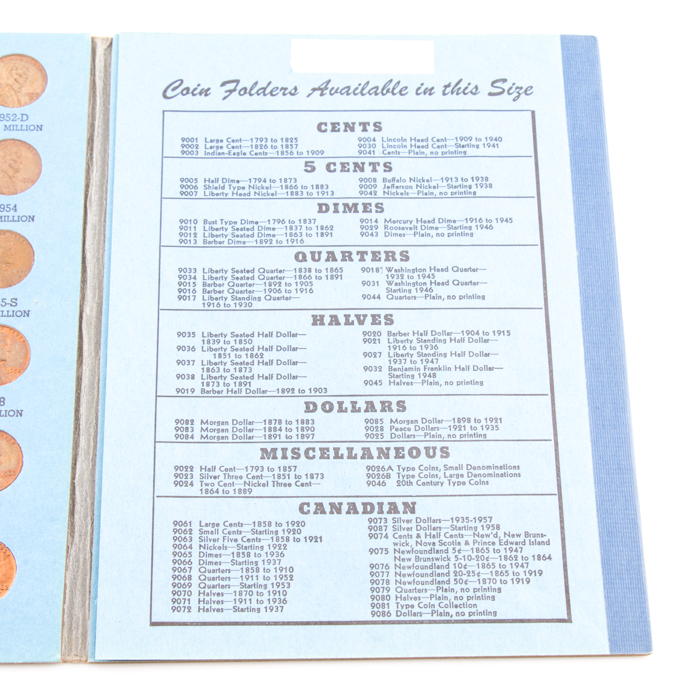 952-D
MILLION
954
MILLION
5-S
ILLION
8
LION
Coin Folders Available in this Size
CENTS
9001 Large Cent—1793 to 1825
9002 Large Cent—1826 to 1857
9003 Indian-Eagle Cents—1856 to 1909
9004 Lincoln Head Cent—1909 to 1940
9030 Lincoln Head Cent—Starting 1941
9041 Cents—Plain, no printing
5 CENTS
9005 Half Dime—1794 to 1873
9006 Shield Type Nickel—1866 to 1883
9007 Liberty Head Nickel—1883 to 1913
9008 Buffalo Nickel—1913 to 1938
9009 Jefferson Nickel—Starting 1938
9042 Nickels—Plain, no printing
DIMES
9010 Bust Type Dime—1796 to 1837
9011 Liberty Seated Dime—1837 to 1862
9012 Liberty Seated Dime—1863 to 1891
9013 Barber Dime—1892 to 1916
9014 Mercury Head Dime—1916 to 1945
9029 Roosevelt Dime—Starting 1946
9043 Dimes—Plain, no printing
QUARTERS
9033 Liberty Seated Quarter—1838 to 1865
9034 Liberty Seated Quarter—1866 to 1891
9015 Barber Quarter—1892 to 1905
9016 Barber Quarter—1906 to 1916
9017 Liberty Standing Quarter—
1916 to 1930
9018 Washington Head Quarter—
1932 to 1945
9031 Washington Head Quarter—
Starting 1946
9044 Quarters—Plain, no printing
HALVES
9035 Liberty Seated Half Dollar—
1839 to 1850
9036 Liberty Seated Half Dollar—
1851 to 1862
9037 Liberty Seated Half Dollar—
1863 to 1873
9038 Liberty Seated Half Dollar—
1873 to 1891
9019 Barber Half Dollar—1892 to 1903
9020 Barber Half Dollar—1904 to 1915
9021 Liberty Standing Half Dollar—
1916 to 1936
9027 Liberty Standing Half Dollar—
1937 to 1947
9032 Benjamin Franklin Half Dollar—
Starting 1948
9045 Halves—Plain, no printing
DOLLARS
9082 Morgan Dollar—1878 to 1883
9083 Morgan Dollar—1884 to 1890
9084 Morgan Dollar—1891 to 1897
9085 Morgan Dollar—1898 to 1921
9028 Peace Dollars—1921 to 1935
9025 Dollars—Plain, no printing
MISCELLANEOUS
9022 Half Cent—1793 to 1857
9023 Silver Three Cent—1851 to 1873
9024 Two Cent—Nickel Three Cent—
1864 to 1889
9026A Type Coins, Small Denominations
9026B Type Coins, Large Denominations
9046 20th Century Type Coins
CANADIAN
9061 Large Cents—1858 to 1920
9062 Small Cents—Starting 1920
9063 Silver Five Cents—1858 to 1921
9064 Nickels—Starting 1922
9065 Dimes—1858 to 1936
9066 Dimes—Starting 1937
9067 Quarters—1858 to 1910
9068 Quarters—1911 to 1952
9069 Quarters—Starting 1953
9070 Halves—1870 to 1910
9071 Halves—1911 to 1936
9072 Halves—Starting 1937
9073 Silver Dollars—1935-1957
9087 Silver Dollars—Starting 1958
9074 Cents & Half Cents—New'd, New Bruns-
wick, Nova Scotia & Prince Edward Island
9075 Newfoundland 5¢—1865 to 1947
New Brunswick 5-10-20¢—1862 to 1864
9076 Newfoundland 10¢—1865 to 1947
9077 Newfoundland 20-25¢—1865 to 1919
9078 Newfoundland 50¢—1870 to 1919
9079 Quarters—Plain, no printing
9080 Halves—Plain, no printing
9081 Type Coin Collection
9086 Dollars—Plain, no printing